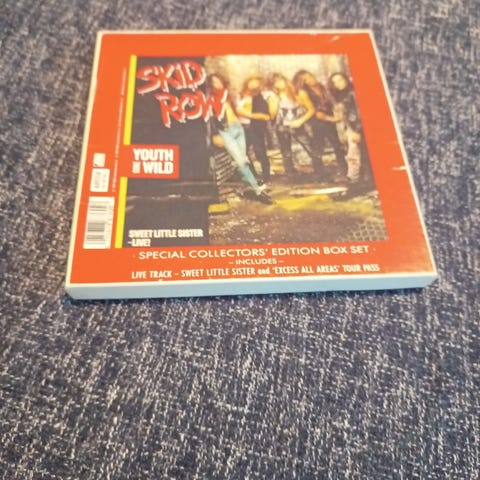 SKID
ROW
YOUTH
GONE
WILD
SWEET LITTLE SISTER
-LIVE!
· SPECIAL COLLECTORS' EDITION BOX SET ·
– INCLUDES –
LIVE TRACK – SWEET LITTLE SISTER and 'EXCESS ALL AREAS' TOUR PASS